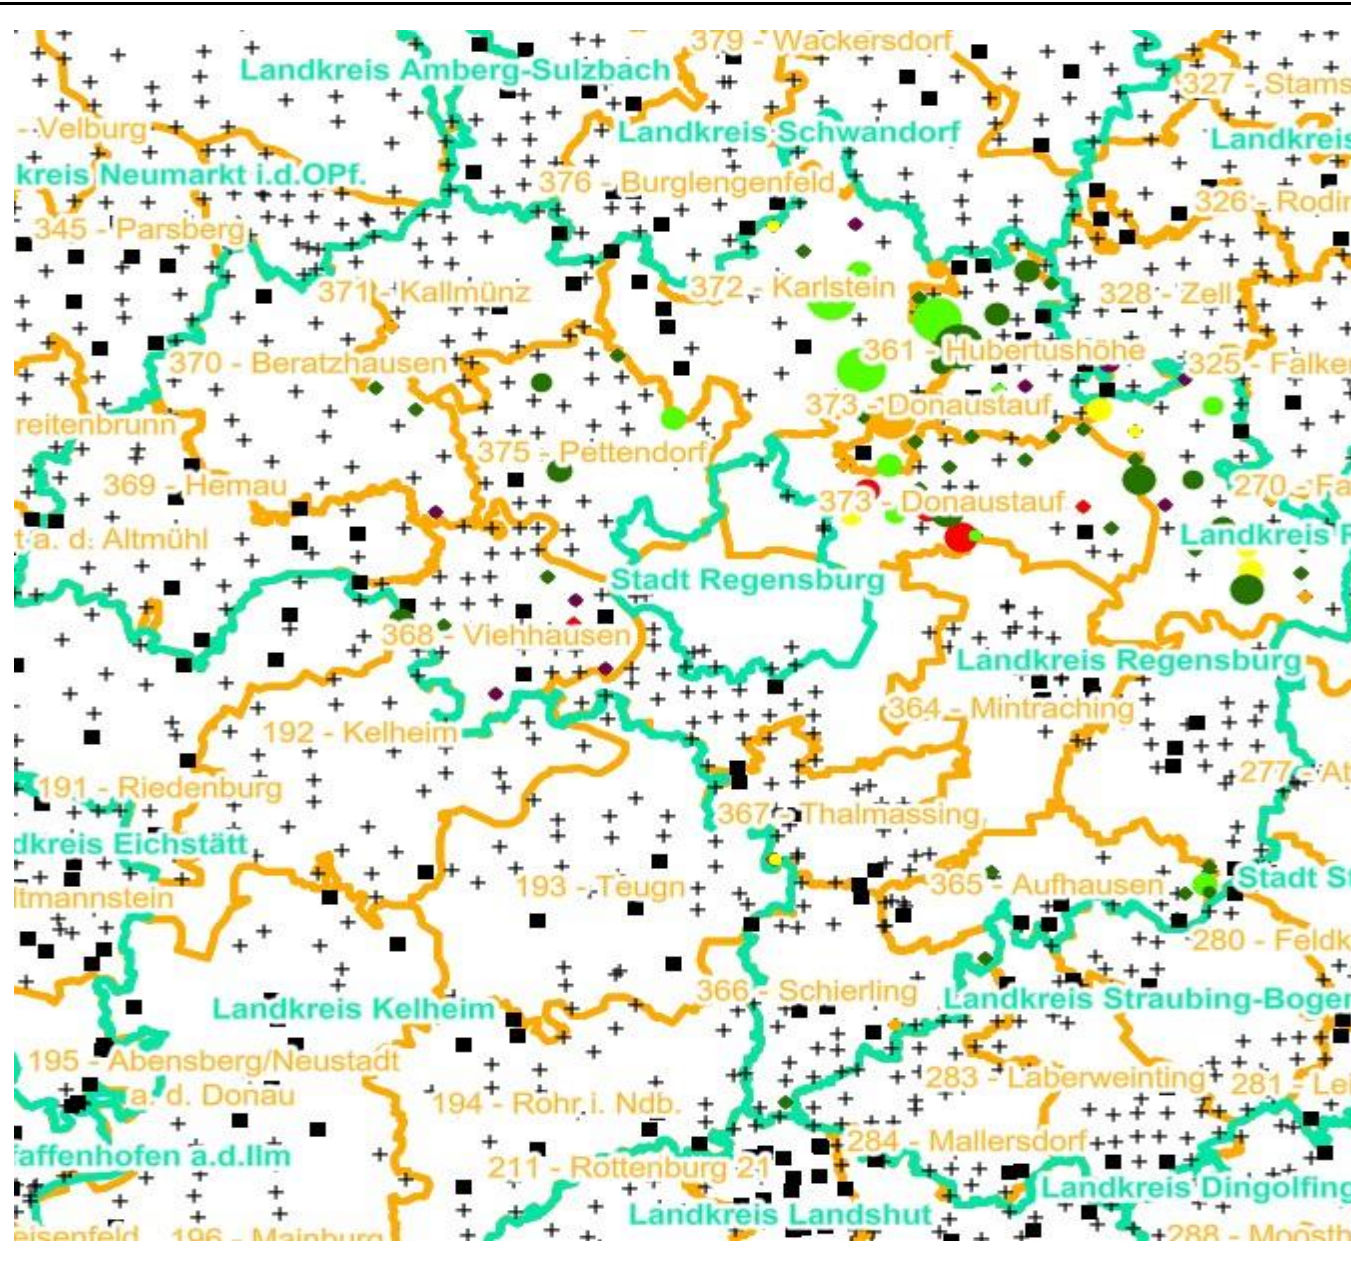 379 - Wackersdorf
Landkreis Amberg-Sulzbach
327 - Stams
- Velburg
Landkreis Schwandorf
Landkreis
kreis Neumarkt i.d.OPf.
376 - Burglengenfeld
326 - Rodin
345 - Parsberg
371 - Kallmünz
372 - Karlstein
328 - Zell
370 - Beratzhausen
361 - Hubertushöhe
325 - Falke
373 - Donaustauf
reitenbrunn
375 - Pettendorf
369 - Hemau
373 - Donaustauf
270 - Fa
t a. d. Altmühl
Landkreis
Stadt Regensburg
368 - Viehhausen
Landkreis Regensburg
364 - Mintraching
192 - Kelheim
277 - At
191 - Riedenburg
367 - Thalmassing
dkreis Eichstätt
ltmannstein
193 - Teugn
365 - Aufhausen
Stadt St
280 - Feldk
366 - Schierling
Landkreis Kelheim
Landkreis Straubing-Boger
195 - Abensberg/Neustadt
a. d. Donau
283 - Laberweinting
281 - Lei
194 - Rohr i. Ndb.
284 - Mallersdorf
faffenhofen a.d.Ilm
211 - Rottenburg 21
Landkreis Dingolfing
Landkreis Landshut
eisenfeld
196 - Mainburg
288 - Moosth